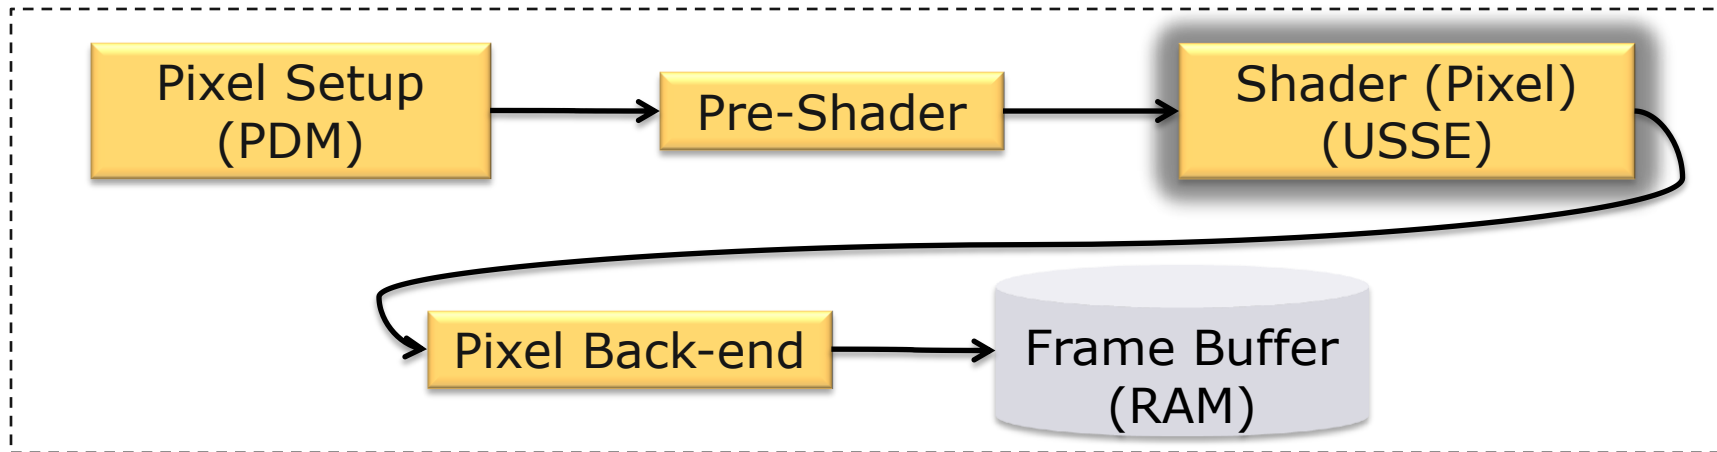 Pixel Setup
(PDM)
Pre-Shader
Shader (Pixel)
(USSE)
Pixel Back-end
Frame Buffer
(RAM)